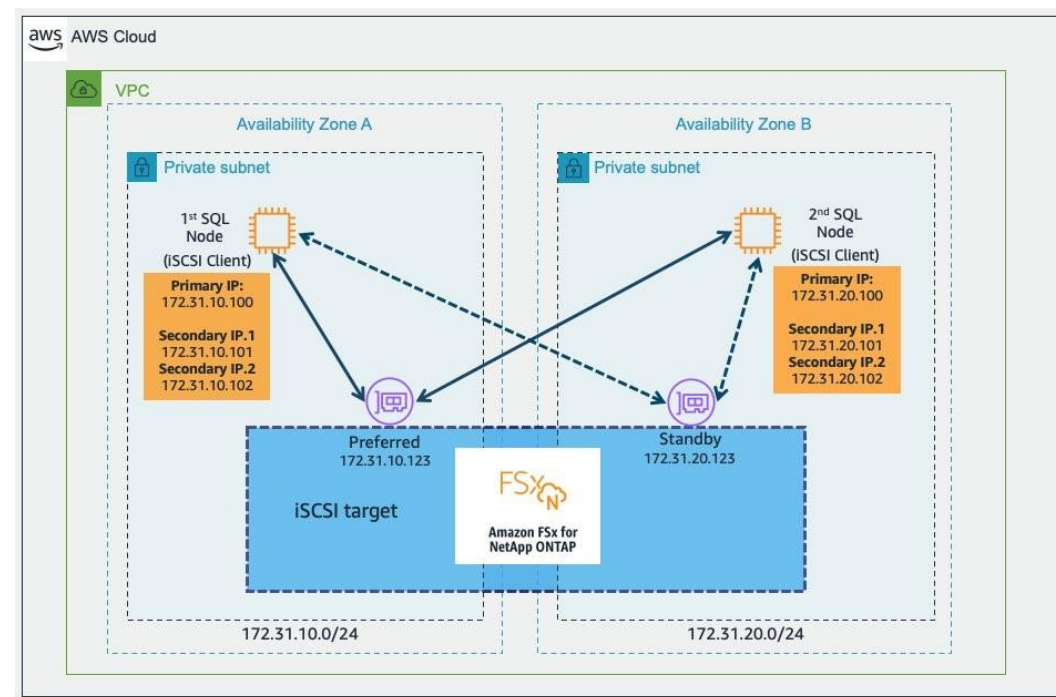 aws
AWS Cloud
VPC
Availability Zone A
Availability Zone B
Private subnet
Private subnet
1st SQL
Node
(iSCSI Client)
Primary IP:
172.31.10.100
Secondary IP.1
172.31.10.101
Secondary IP.2
172.31.10.102
2nd SQL
Node
(iSCSI Client)
Primary IP:
172.31.20.100
Secondary IP.1
172.31.20.101
Secondary IP.2
172.31.20.102
Preferred
172.31.10.123
Standby
172.31.20.123
iSCSI target
FSx
N
Amazon FSx for
NetApp ONTAP
172.31.10.0/24
172.31.20.0/24